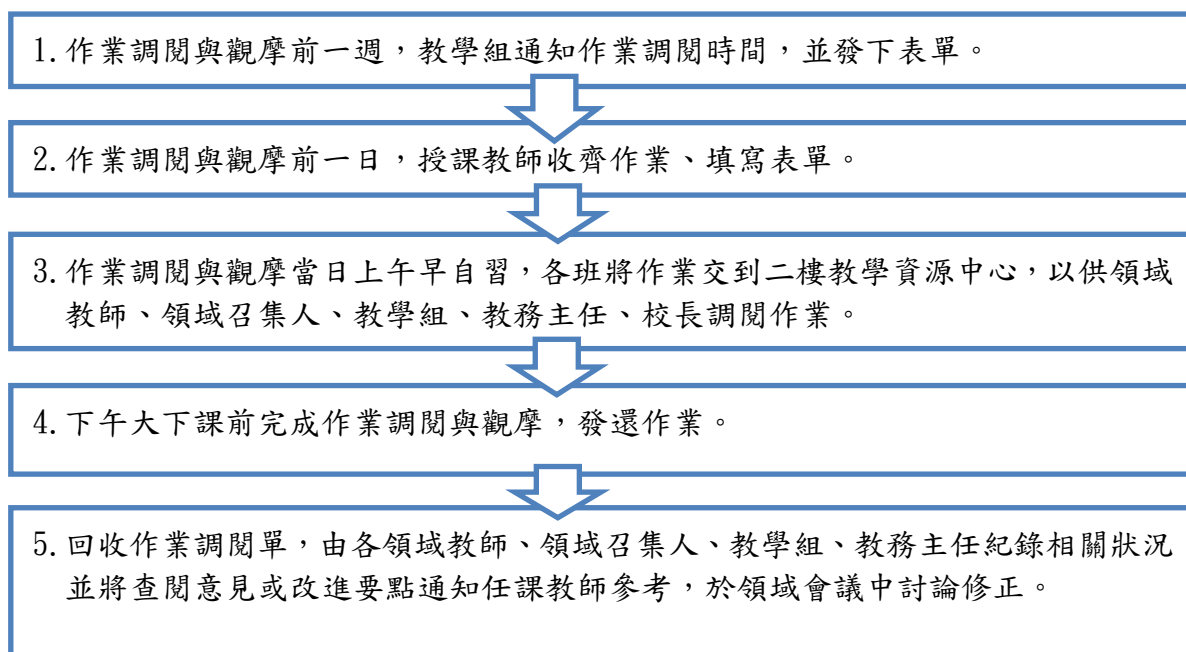 1.作業調閱與觀摩前一週，教學組通知作業調閱時間，並發下表單。
2.作業調閱與觀摩前一日，授課教師收齊作業、填寫表單。
3.作業調閱與觀摩當日上午早自習，各班將作業交到二樓教學資源中心，以供領域
教師、領域召集人、教學組、教務主任、校長調閱作業。
4.下午大下課前完成作業調閱與觀摩，發還作業。
5.回收作業調閱單，由各領域教師、領域召集人、教學組、教務主任紀錄相關狀況
並將查閱意見或改進要點通知任課教師參考，於領域會議中討論修正。